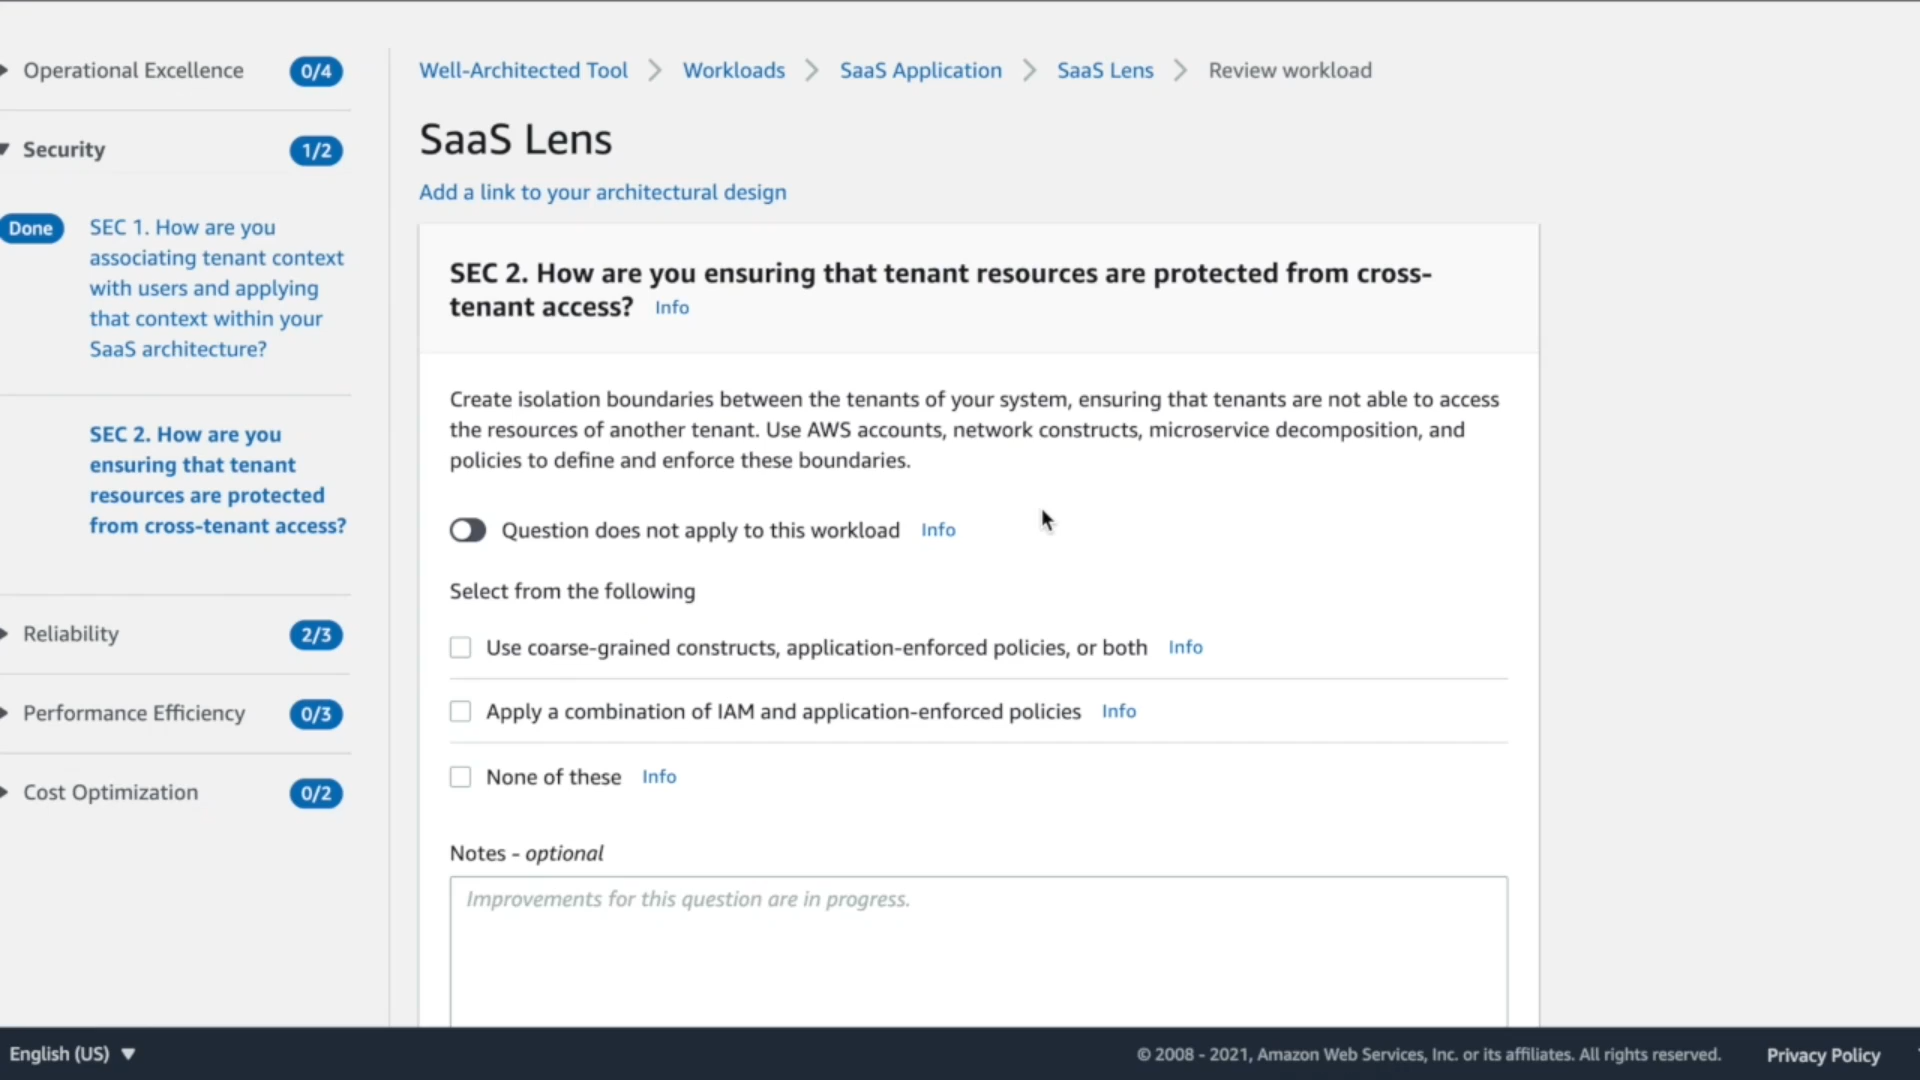 Operational Excellence 0/4
Security 1/2
Done SEC 1. How are you
associating tenant context
with users and applying
that context within your
SaaS architecture?
SEC 2. How are you
ensuring that tenant
resources are protected
from cross-tenant access?
Reliability 2/3
Performance Efficiency 0/3
Cost Optimization 0/2
Well-Architected Tool Workloads SaaS Application SaaS Lens Review workload
SaaS Lens
Add a link to your architectural design
SEC 2. How are you ensuring that tenant resources are protected from cross-
tenant access? Info
Create isolation boundaries between the tenants of your system, ensuring that tenants are not able to access
the resources of another tenant. Use AWS accounts, network constructs, microservice decomposition, and
policies to define and enforce these boundaries.
Question does not apply to this workload Info
Select from the following
Use coarse-grained constructs, application-enforced policies, or both Info
Apply a combination of IAM and application-enforced policies Info
None of these Info
Notes - optional
Improvements for this question are in progress.
English (US) © 2008 - 2021, Amazon Web Services, Inc. or its affiliates. All rights reserved. Privacy Policy